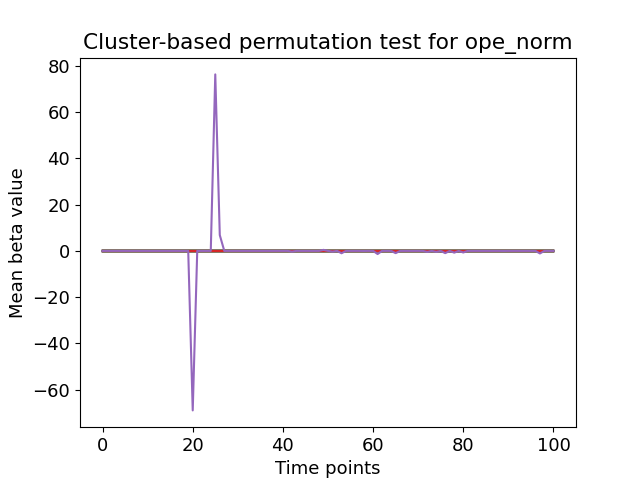 Cluster-based permutation test for ope_norm
80
60
40
20
0
−20
−40
−60
Mean beta value
0 20 40 60 80 100
Time points